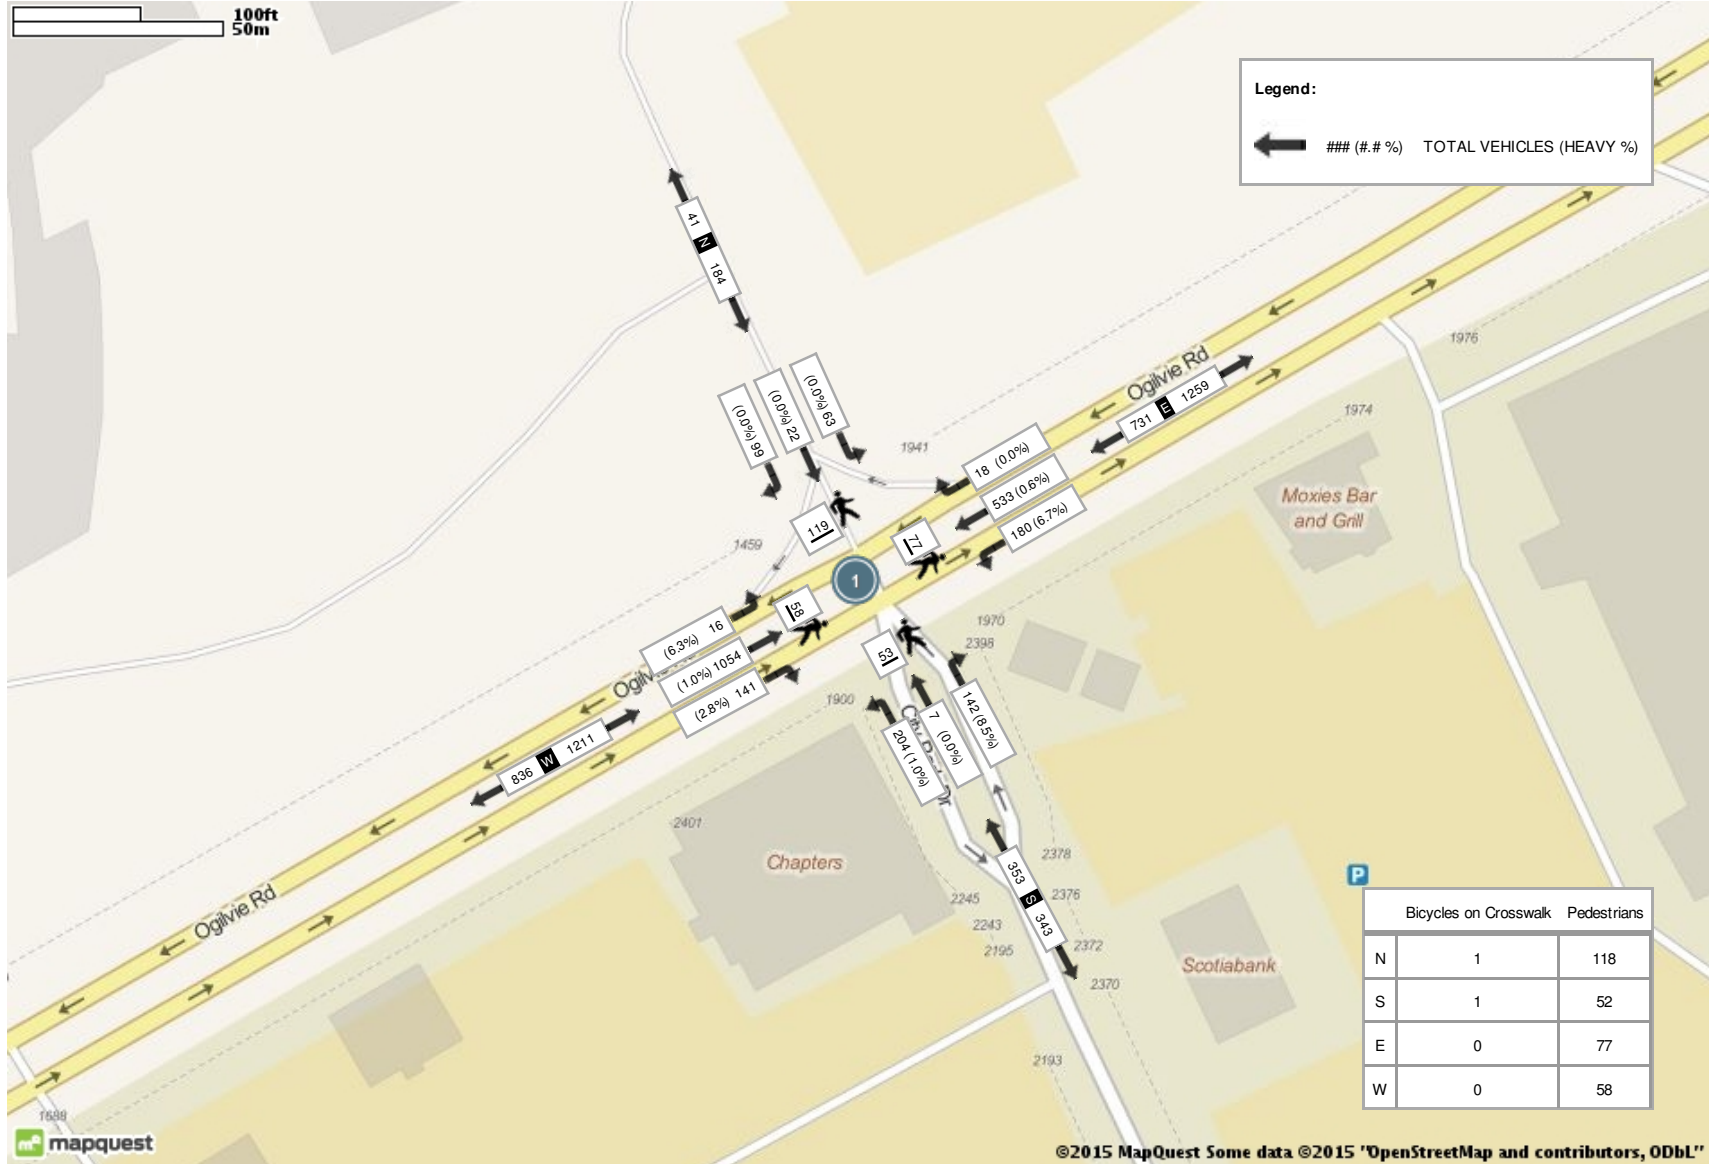 100ft
50m
Legend:
### (#.# %) TOTAL VEHICLES (HEAVY %)
41 N 184
(0.0%) 99
(0.0%) 22
(0.0%) 63
1941
1976
Ogilvie Rd
731 E 1259
1974
18 (0.0%)
533 (0.6%)
180 (6.7%)
Moxies Bar
and Grill
119
77
1459
1
58
(6.3%) 16
(1.0%) 1054
(2.8%) 141
53
1970
2398
1900
142 (8.5%)
7 (0.0%)
204 (1.0%)
836 W 1211
2401
Chapters
353 S 343
2378
2376
2245
2243
2195
2372
2370
Ogilvie Rd
Scotiabank
P
Bicycles on Crosswalk Pedestrians
N 1 118
S 1 52
E 0 77
W 0 58
2193
1688
mapquest
©2015 MapQuest Some data ©2015 "OpenStreetMap and contributors, ODbL"